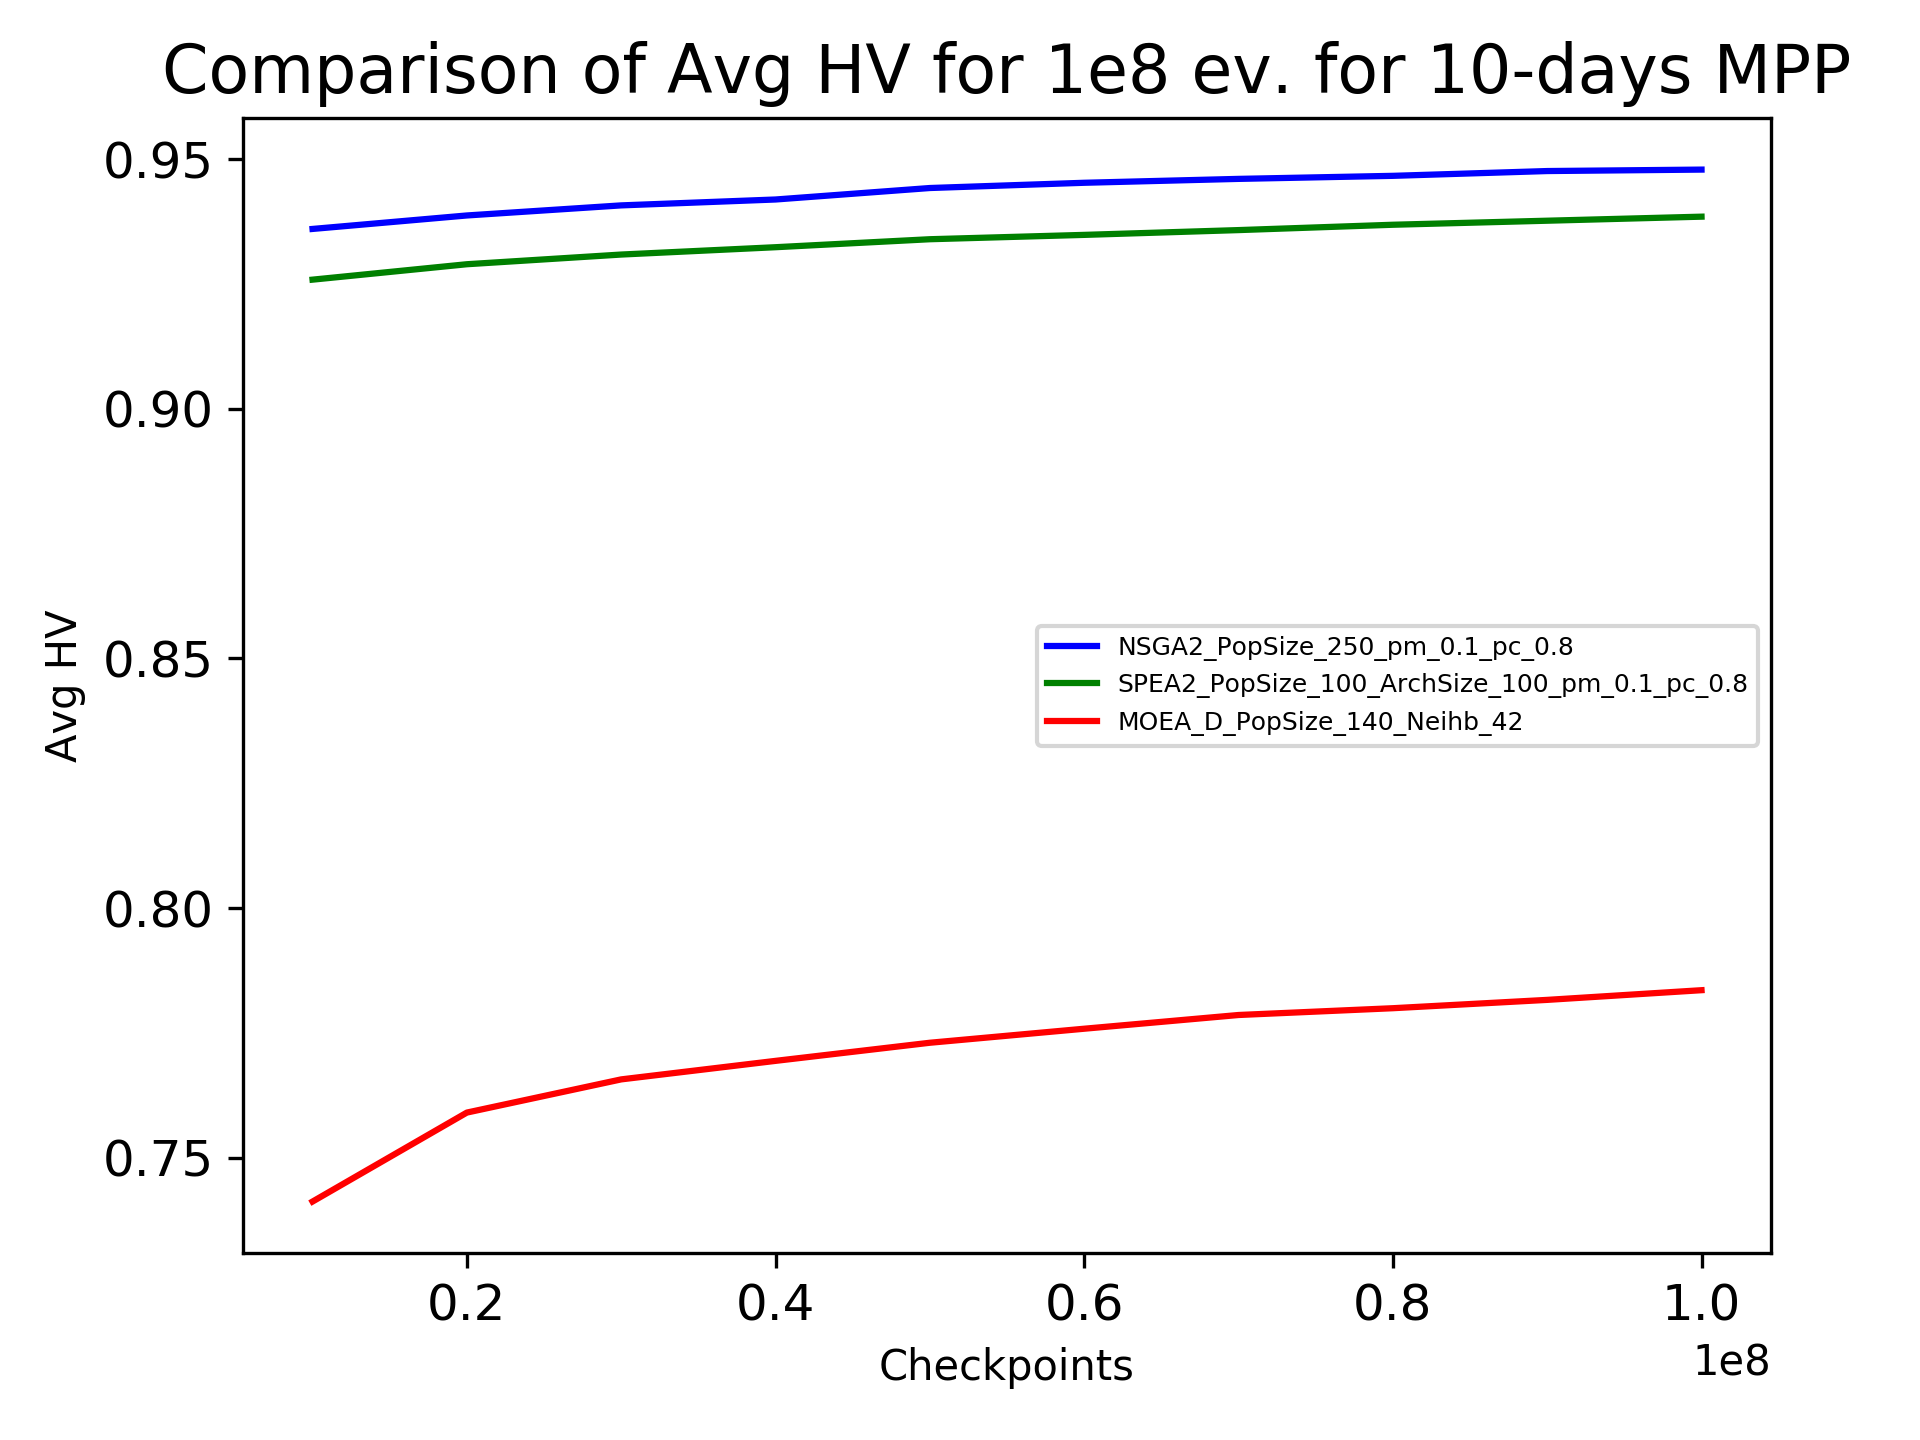 Comparison of Avg HV for 1e8 ev. for 10-days MPP
0.95
0.90
0.85
0.80
0.75
Avg HV
NSGA2_PopSize_250_pm_0.1_pc_0.8
SPEA2_PopSize_100_ArchSize_100_pm_0.1_pc_0.8
MOEA_D_PopSize_140_Neihb_42
0.2 0.4 0.6 0.8 1.0
1e8
Checkpoints